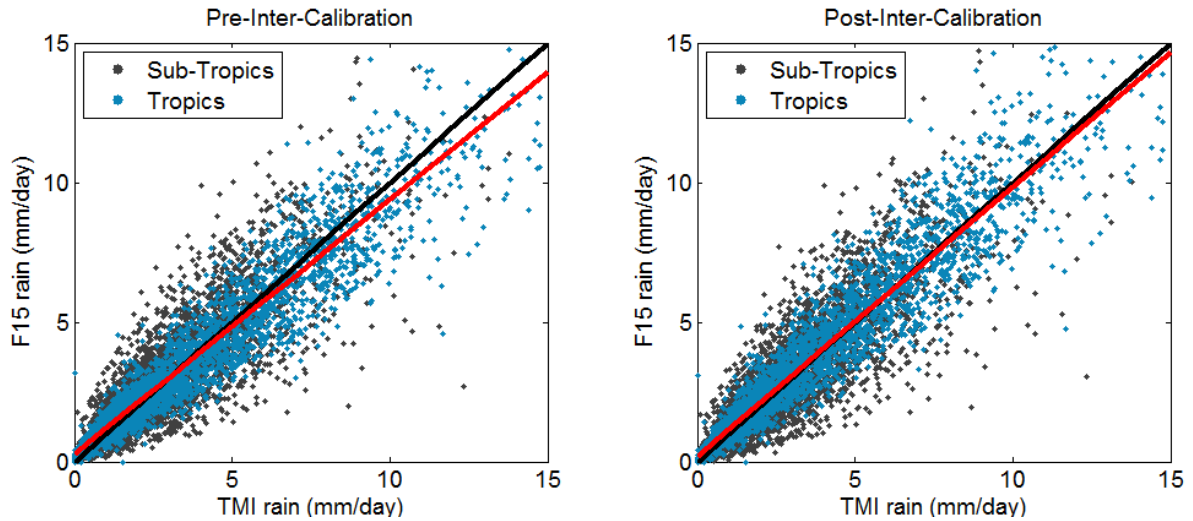 Pre-Inter-Calibration
15
10
5
0
F15 rain (mm/day)
Sub-Tropics
Tropics
0 5 10 15
TMI rain (mm/day)
Post-Inter-Calibration
15
10
5
0
F15 rain (mm/day)
Sub-Tropics
Tropics
0 5 10 15
TMI rain (mm/day)